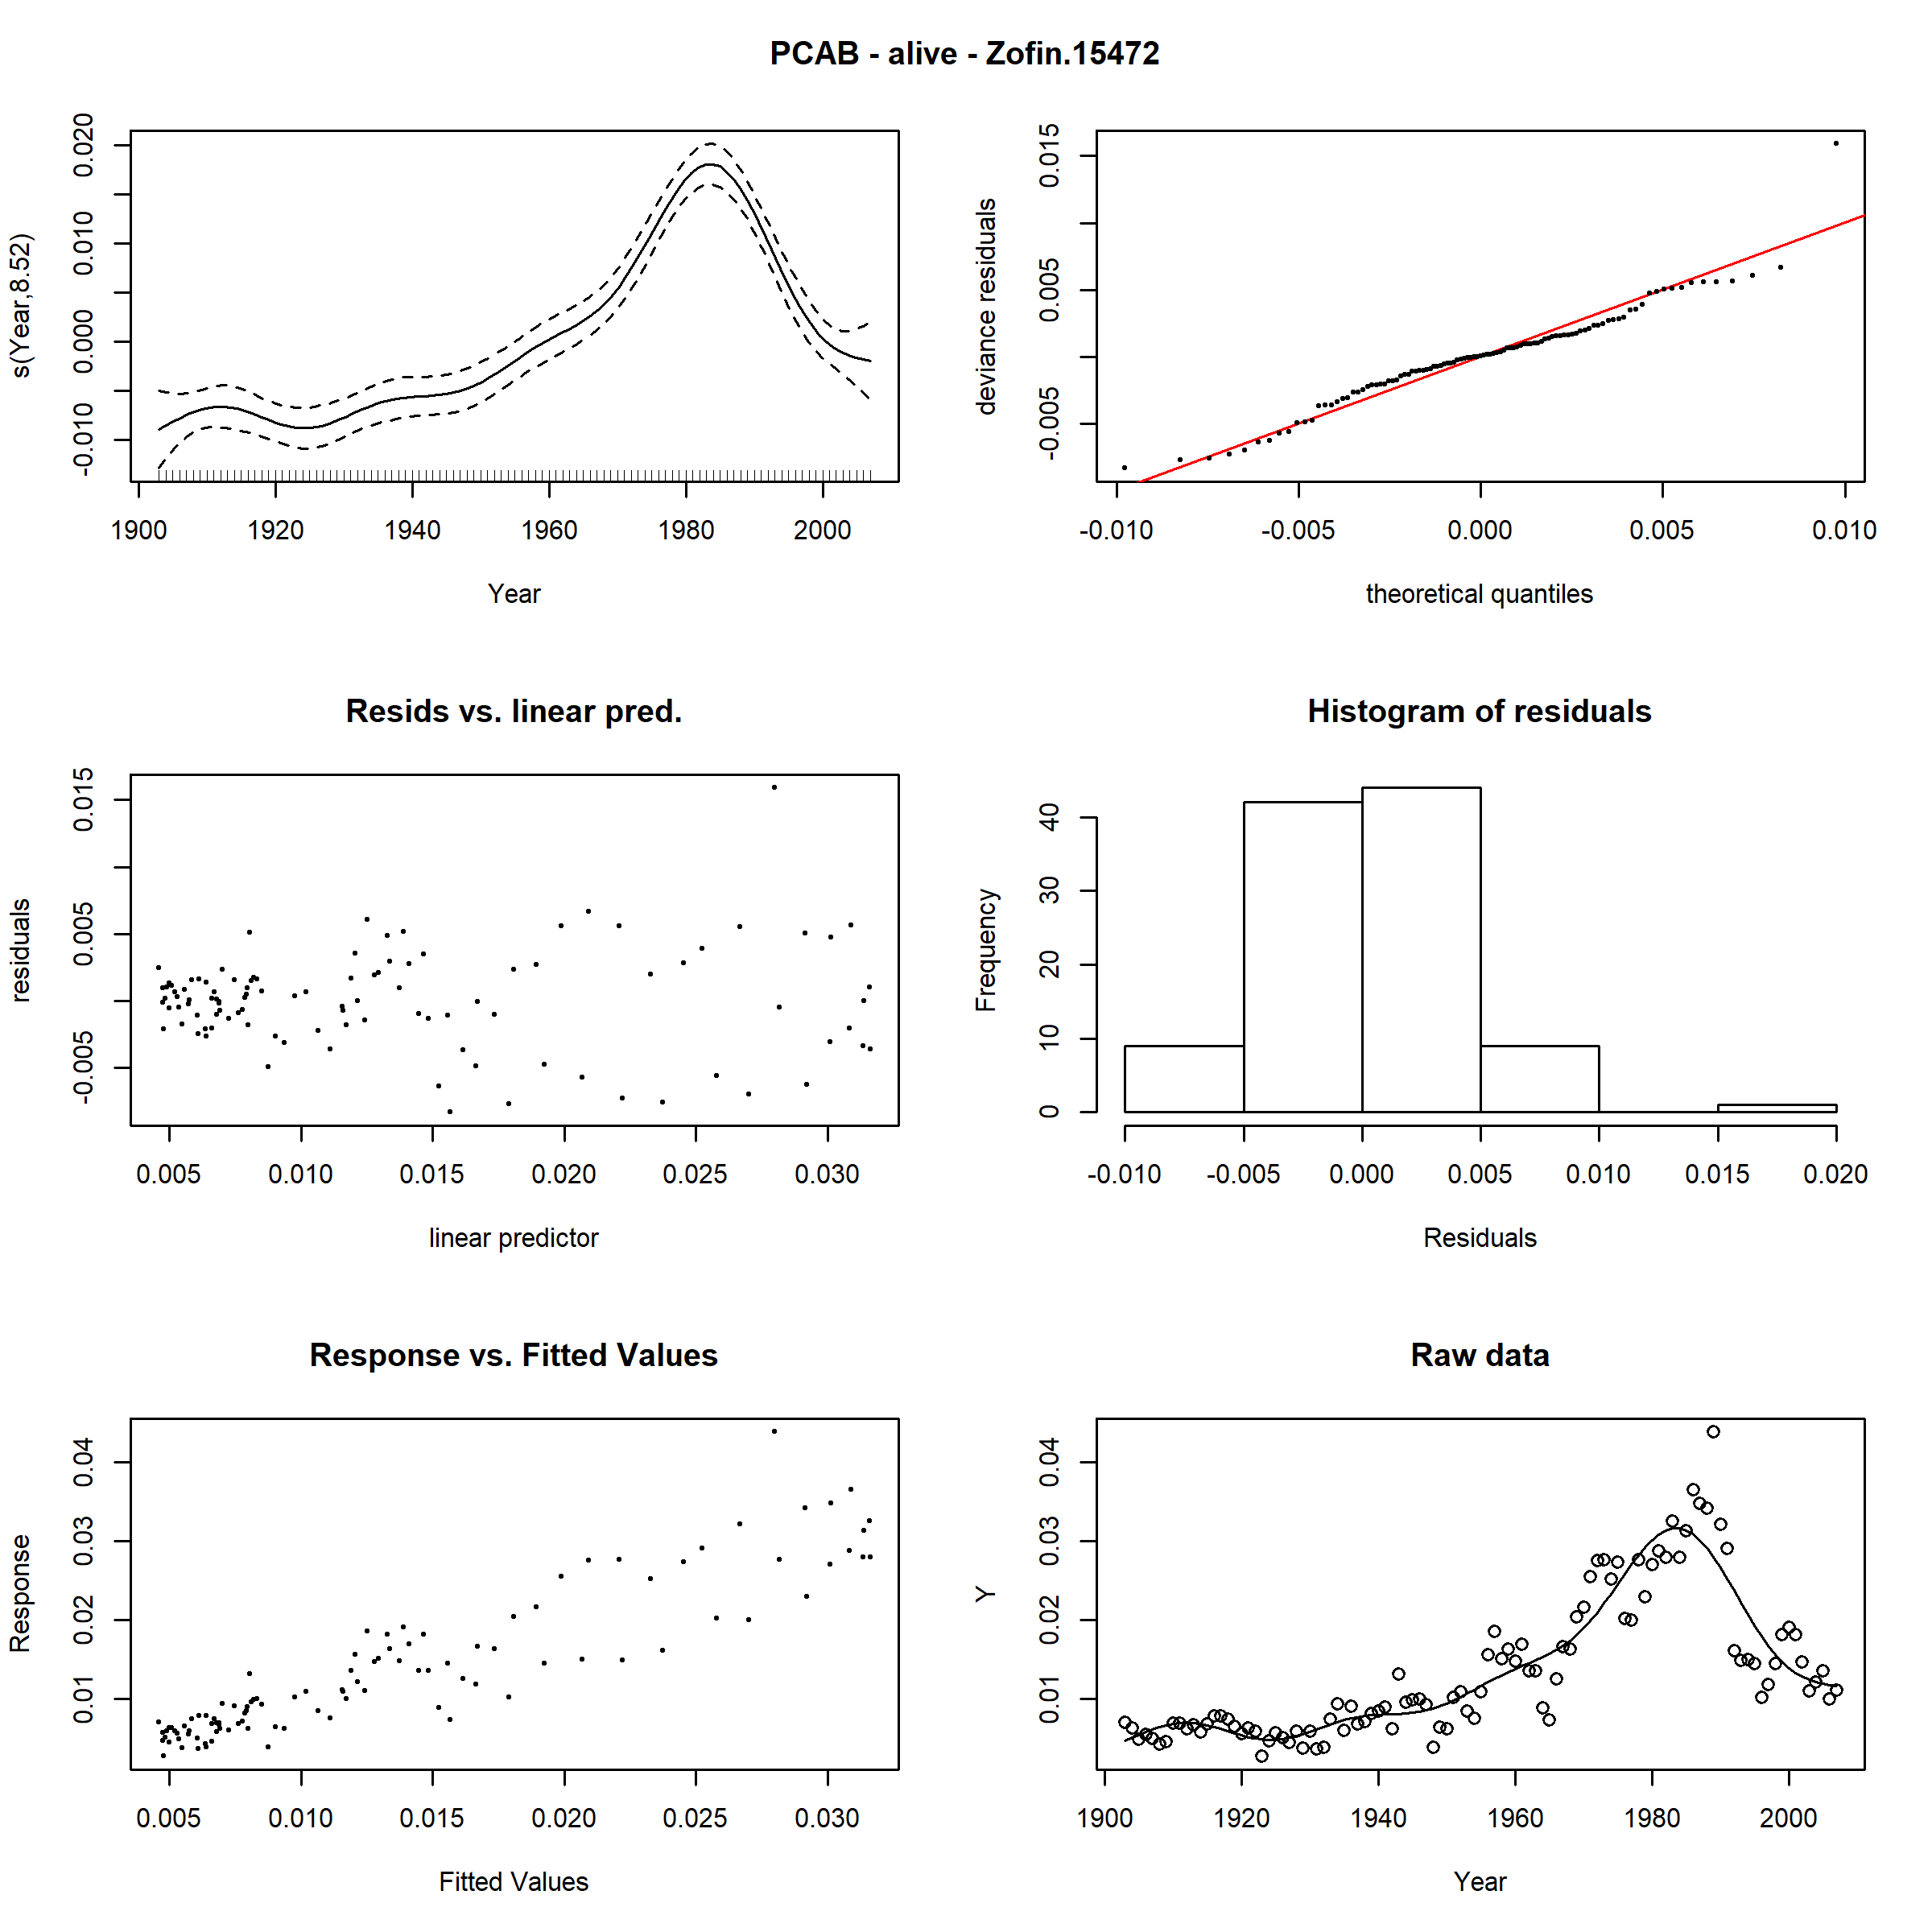 PCAB - alive - Zofin.15472
s(Year,8.52)
-0.010 0.000 0.010 0.020
1900 1920 1940 1960 1980 2000
Year
deviance residuals
-0.005 0.005 0.015
-0.010 -0.005 0.000 0.005 0.010
theoretical quantiles
Resids vs. linear pred.
residuals
-0.005 0.005 0.015
0.005 0.010 0.015 0.020 0.025 0.030
linear predictor
Histogram of residuals
Frequency
0 10 20 30 40
-0.010 -0.005 0.000 0.005 0.010 0.015 0.020
Residuals
Response vs. Fitted Values
Response
0.01 0.02 0.03 0.04
0.005 0.010 0.015 0.020 0.025 0.030
Fitted Values
Raw data
Y
0.01 0.02 0.03 0.04
1900 1920 1940 1960 1980 2000
Year